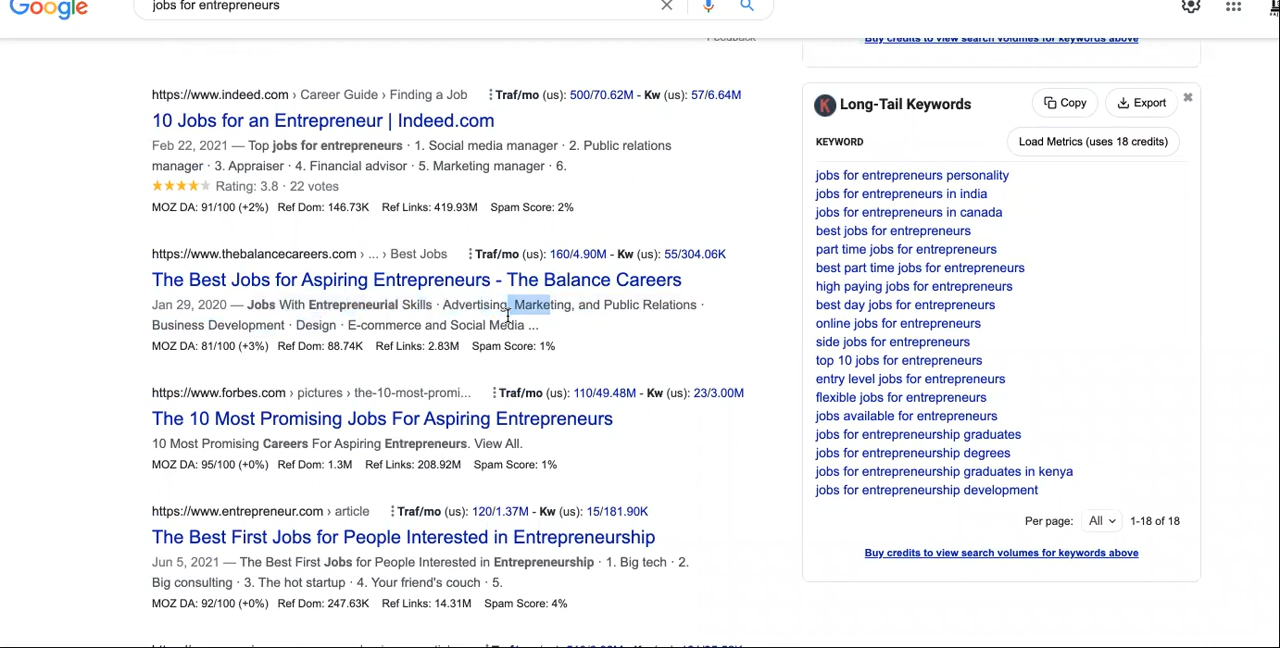 Google
jobs for entrepreneurs
Feedback
https://www.indeed.com › Career Guide › Finding a Job
Traf/mo (us): 500/70.62M - Kw (us): 57/6.64M
10 Jobs for an Entrepreneur | Indeed.com
Feb 22, 2021 — Top jobs for entrepreneurs · 1. Social media manager · 2. Public relations
manager · 3. Appraiser · 4. Financial advisor · 5. Marketing manager · 6.
Rating: 3.8 · 22 votes
MOZ DA: 91/100 (+2%) Ref Dom: 146.73K Ref Links: 419.93M Spam Score: 2%
https://www.thebalancecareers.com › ... › Best Jobs
Traf/mo (us): 160/4.90M - Kw (us): 55/304.06K
The Best Jobs for Aspiring Entrepreneurs - The Balance Careers
Jan 29, 2020 — Jobs With Entrepreneurial Skills · Advertising, Marketing, and Public Relations ·
Business Development · Design · E-commerce and Social Media ...
MOZ DA: 81/100 (+3%) Ref Dom: 88.74K Ref Links: 2.83M Spam Score: 1%
https://www.forbes.com › pictures › the-10-most-promi...
Traf/mo (us): 110/49.48M - Kw (us): 23/3.00M
The 10 Most Promising Jobs For Aspiring Entrepreneurs
10 Most Promising Careers For Aspiring Entrepreneurs. View All.
MOZ DA: 95/100 (+0%) Ref Dom: 1.3M Ref Links: 208.92M Spam Score: 1%
https://www.entrepreneur.com › article
Traf/mo (us): 120/1.37M - Kw (us): 15/181.90K
The Best First Jobs for People Interested in Entrepreneurship
Jun 5, 2021 — The Best First Jobs for People Interested in Entrepreneurship · 1. Big tech · 2.
Big consulting · 3. The hot startup · 4. Your friend's couch · 5.
MOZ DA: 92/100 (+0%) Ref Dom: 247.63K Ref Links: 14.31M Spam Score: 4%
Buy credits to view search volumes for keywords above
K Long-Tail Keywords
Copy
Export
KEYWORD
Load Metrics (uses 18 credits)
jobs for entrepreneurs personality
jobs for entrepreneurs in india
jobs for entrepreneurs in canada
best jobs for entrepreneurs
part time jobs for entrepreneurs
best part time jobs for entrepreneurs
high paying jobs for entrepreneurs
best day jobs for entrepreneurs
online jobs for entrepreneurs
side jobs for entrepreneurs
top 10 jobs for entrepreneurs
entry level jobs for entrepreneurs
flexible jobs for entrepreneurs
jobs available for entrepreneurs
jobs for entrepreneurship graduates
jobs for entrepreneurship degrees
jobs for entrepreneurship graduates in kenya
jobs for entrepreneurship development
Per page: All 1-18 of 18
Buy credits to view search volumes for keywords above